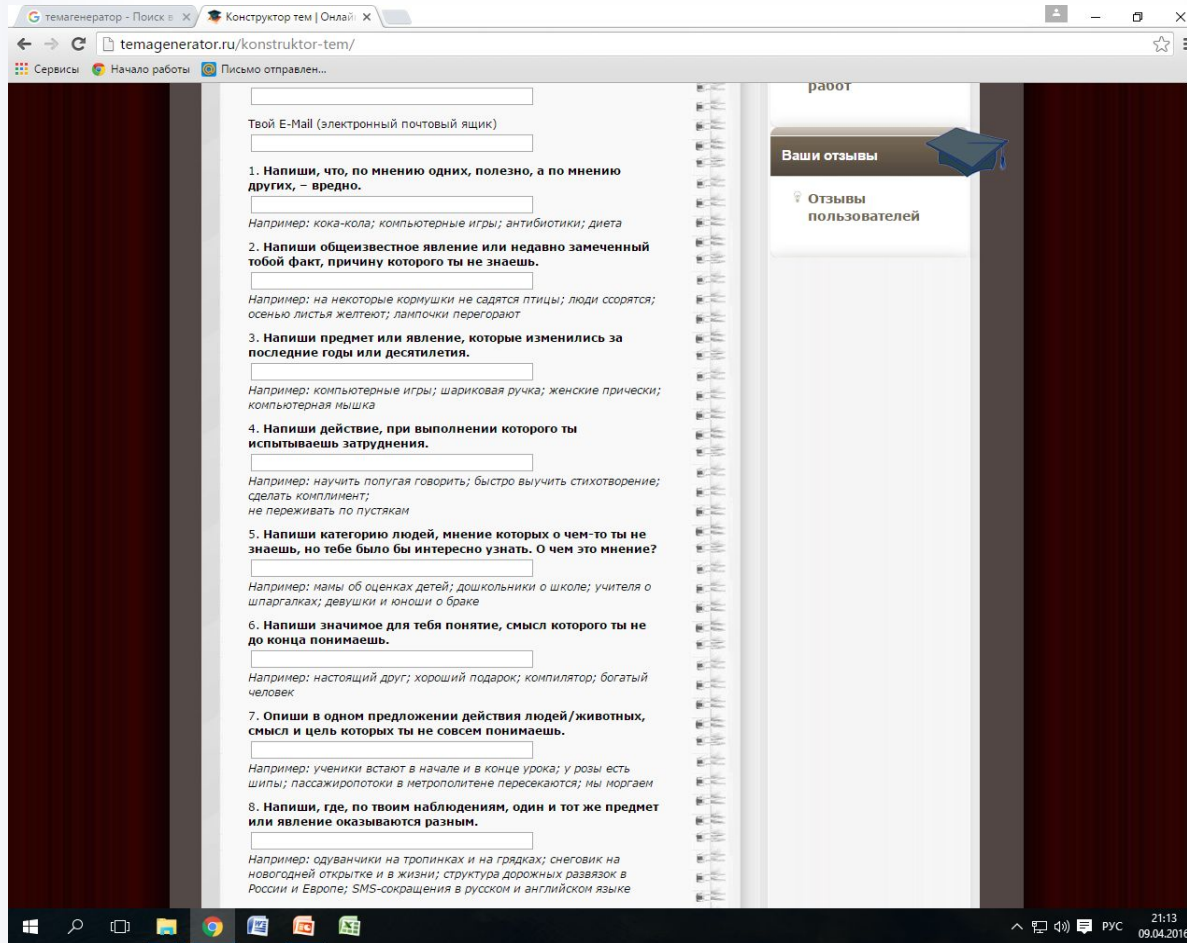 темагенератор - Поиск в
Конструктор тем | Онлай
temagenerator.ru/konstruktor-tem/
Сервисы Начало работы Письмо отправлен...
Твой E-Mail (электронный почтовый ящик)
1. Напиши, что, по мнению одних, полезно, а по мнению
других, – вредно.
Например: кока-кола; компьютерные игры; антибиотики; диета
2. Напиши общеизвестное явление или недавно замеченный
тобой факт, причину которого ты не знаешь.
Например: на некоторые кормушки не садятся птицы; люди ссорятся;
осенью листья желтеют; лампочки перегорают
3. Напиши предмет или явление, которые изменились за
последние годы или десятилетия.
Например: компьютерные игры; шариковая ручка; женские прически;
компьютерная мышка
4. Напиши действие, при выполнении которого ты
испытываешь затруднения.
Например: научить попугая говорить; быстро выучить стихотворение;
сделать комплимент;
не переживать по пустякам
5. Напиши категорию людей, мнение которых о чем-то ты не
знаешь, но тебе было бы интересно узнать. О чем это мнение?
Например: мамы об оценках детей; дошкольники о школе; учителя о
шпаргалках; девушки и юноши о браке
6. Напиши значимое для тебя понятие, смысл которого ты не
до конца понимаешь.
Например: настоящий друг; хороший подарок; компилятор; богатый
человек
7. Опиши в одном предложении действия людей/животных,
смысл и цель которых ты не совсем понимаешь.
Например: ученики встают в начале и в конце урока; у розы есть
шипы; пассажиропотоки в метрополитене пересекаются; мы моргаем
8. Напиши, где, по твоим наблюдениям, один и тот же предмет
или явление оказываются разным.
Например: одуванчики на тропинках и на грядках; снеговик на
новогодней открытке и в жизни; структура дорожных развязок в
России и Европе; SMS-сокращения в русском и английском языке
работ
Ваши отзывы
Отзывы
пользователей
РУС
21:13
09.04.2016